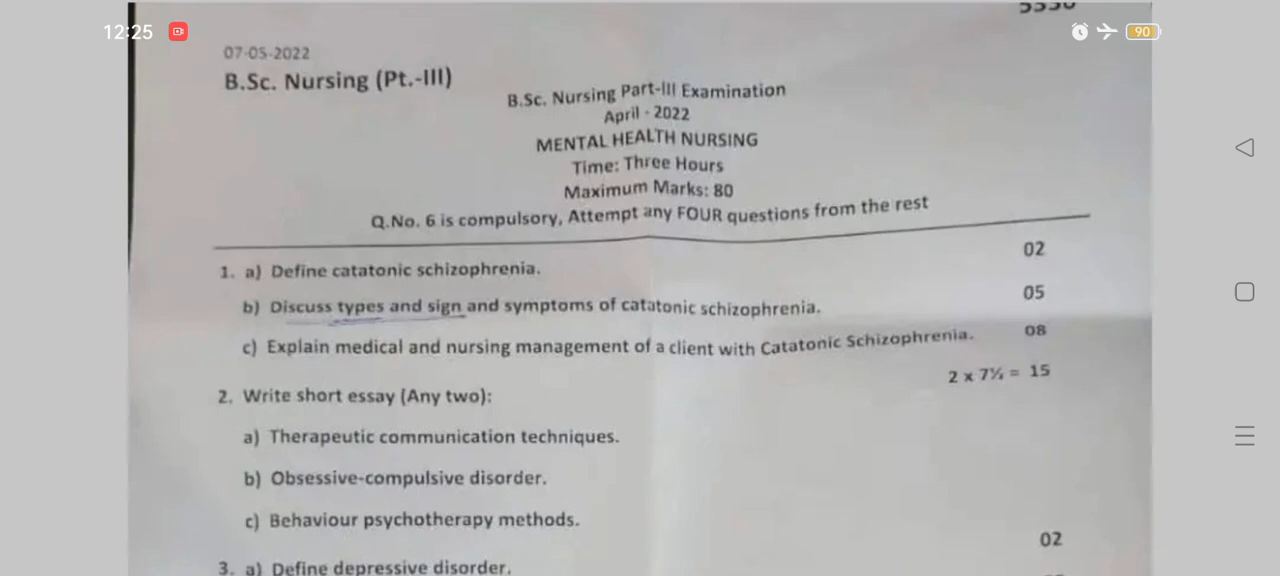 12:25
90
07-05-2022
B.Sc. Nursing (Pt.-III)
B.Sc. Nursing Part-III Examination
April - 2022
MENTAL HEALTH NURSING
Time: Three Hours
Maximum Marks: 80
Q.No. 6 is compulsory, Attempt any FOUR questions from the rest
1. a) Define catatonic schizophrenia. 02
b) Discuss types and sign and symptoms of catatonic schizophrenia. 05
c) Explain medical and nursing management of a client with Catatonic Schizophrenia. 08
2. Write short essay (Any two): 2 x 7½ = 15
a) Therapeutic communication techniques.
b) Obsessive-compulsive disorder.
c) Behaviour psychotherapy methods.
3. a) Define depressive disorder. 02